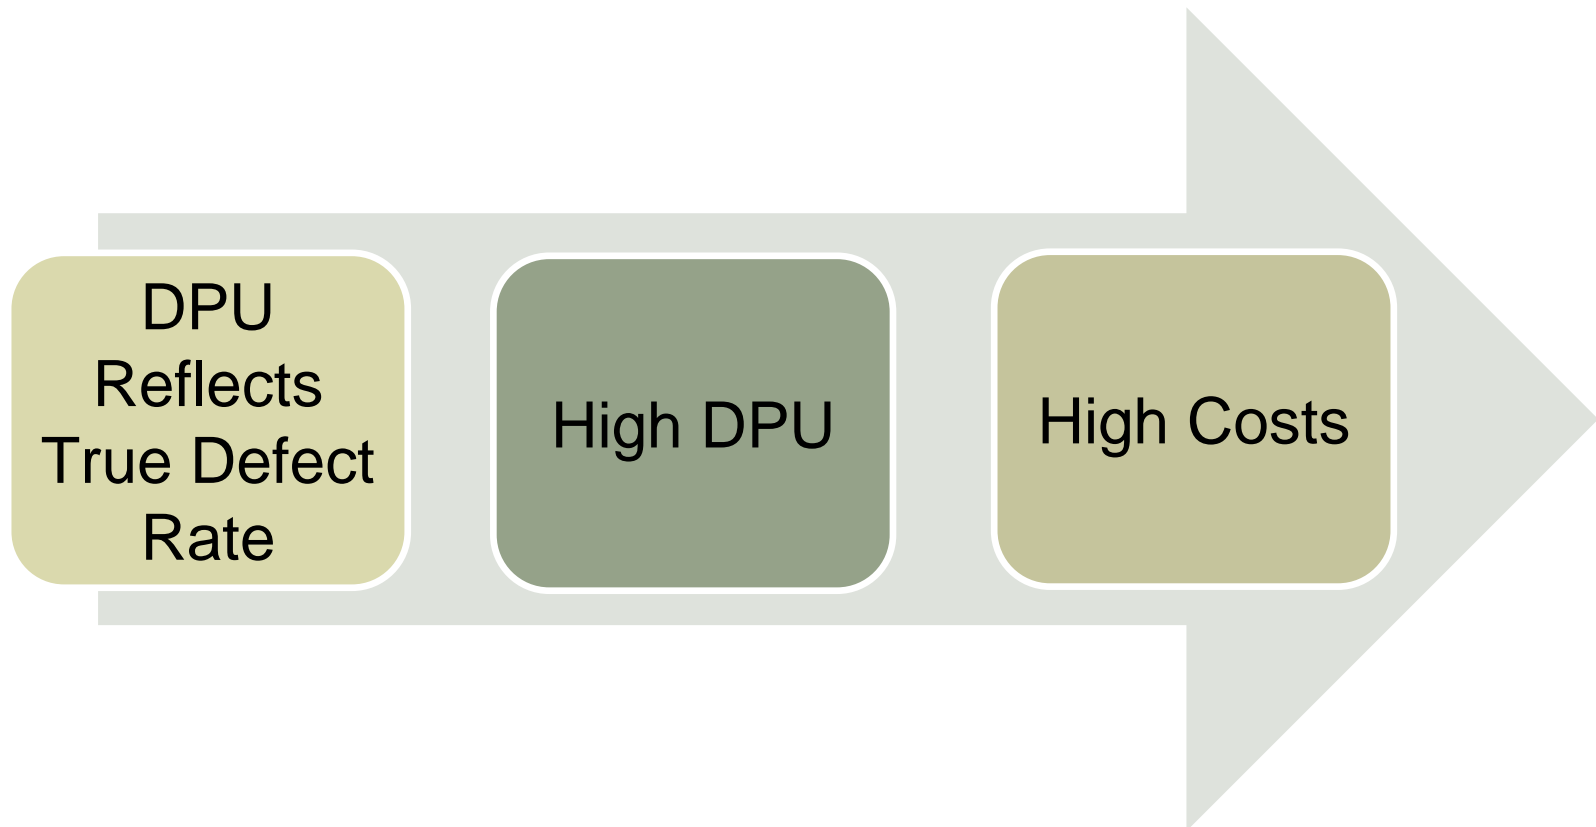 DPU
Reflects
True Defect
Rate
High DPU
High Costs